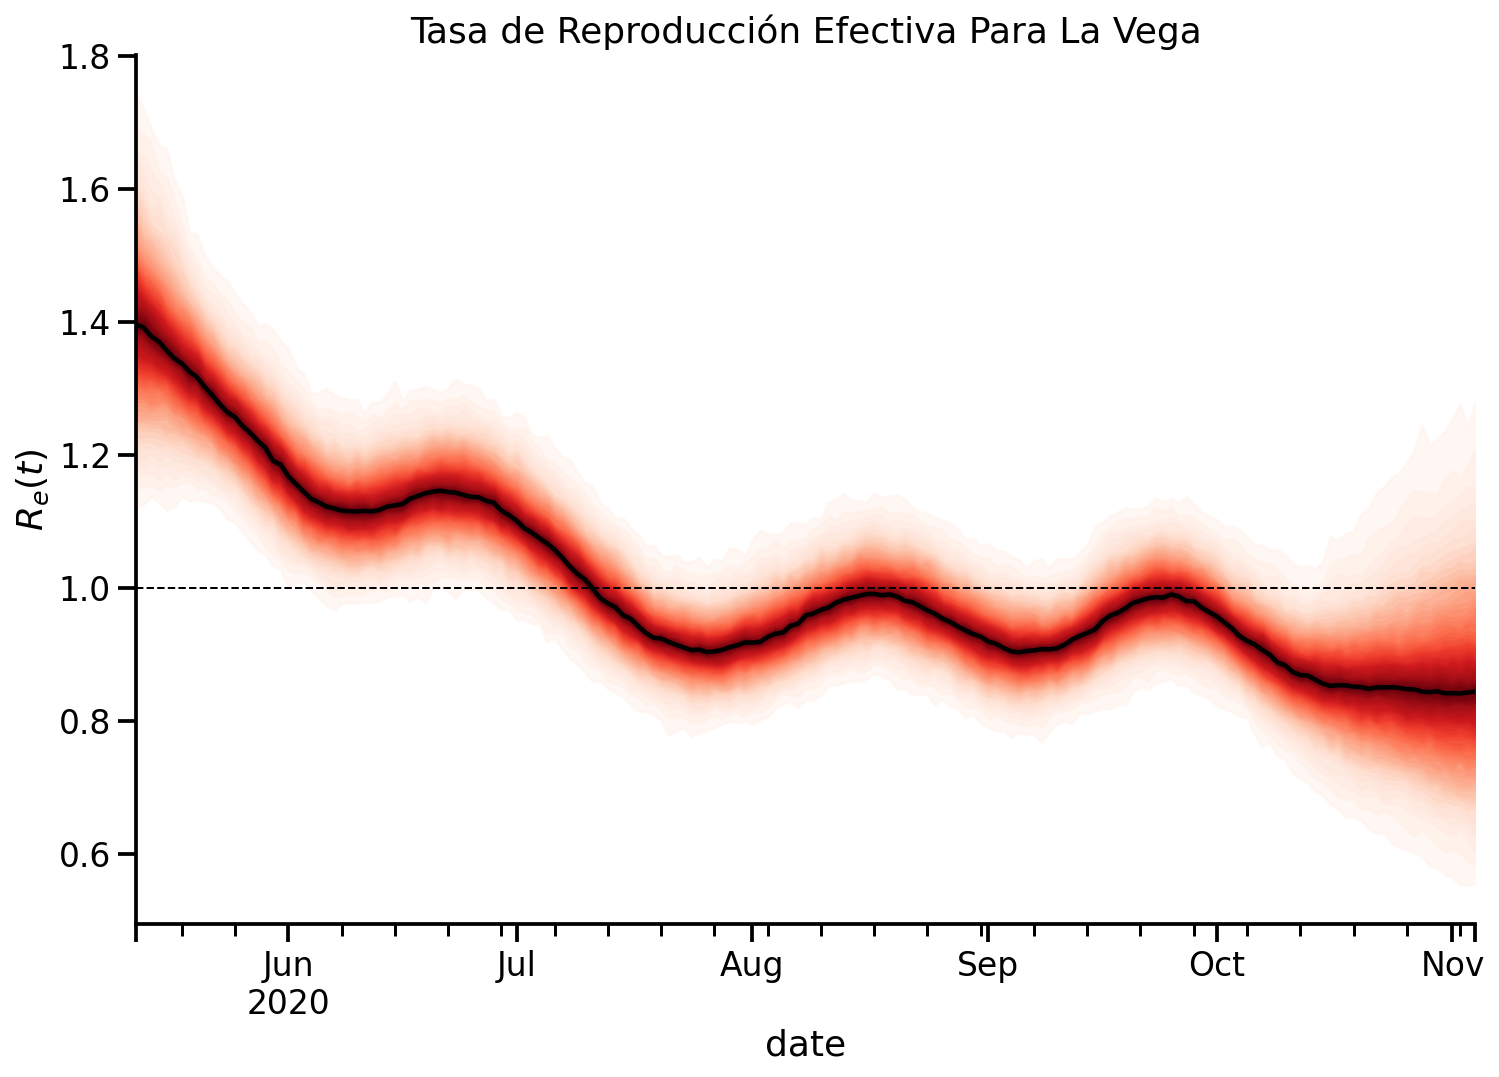 Tasa de Reproducción Efectiva Para La Vega
1.8
1.6
1.4
1.2
1.0
0.8
0.6
Re(t)
Jun Jul Aug Sep Oct Nov
2020
date